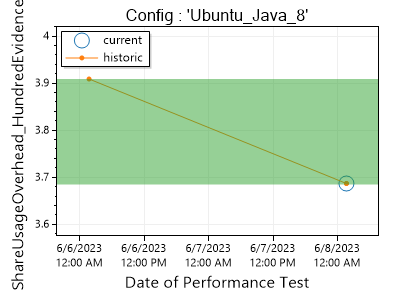 Config : 'Ubuntu_Java_8'
current
historic
ShareUsageOverhead_HundredEvidence
4
3.9
3.8
3.7
3.6
6/6/2023 6/6/2023 6/7/2023 6/7/2023 6/8/2023
12:00 AM 12:00 PM 12:00 AM 12:00 PM 12:00 AM
Date of Performance Test